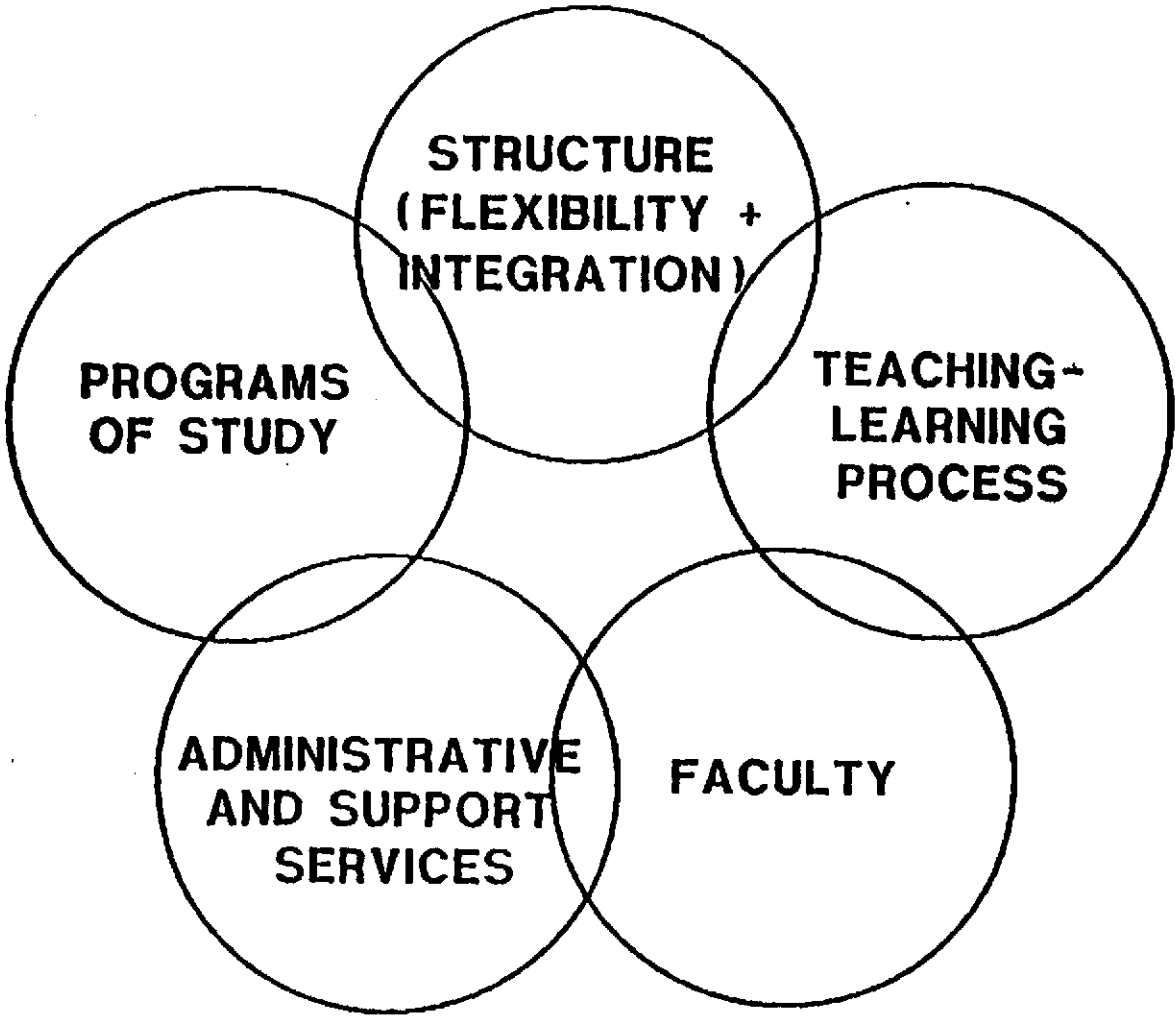 STRUCTURE
(FLEXIBILITY +
INTEGRATION)
PROGRAMS
OF STUDY
TEACHING-
LEARNING
PROCESS
ADMINISTRATIVE
AND SUPPORT
SERVICES
FACULTY